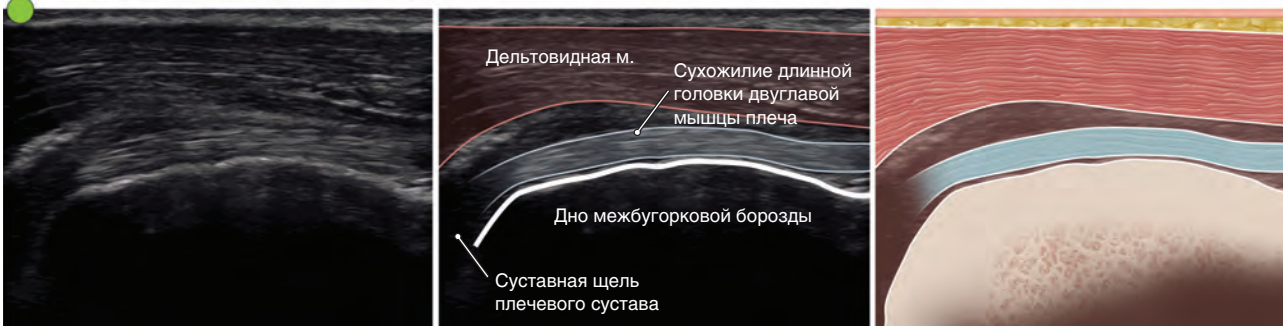 Дельтовидная м.
Сухожилие длинной
головки двуглавой
мышцы плеча
Дно межбугорковой борозды
Суставная щель
плечевого сустава